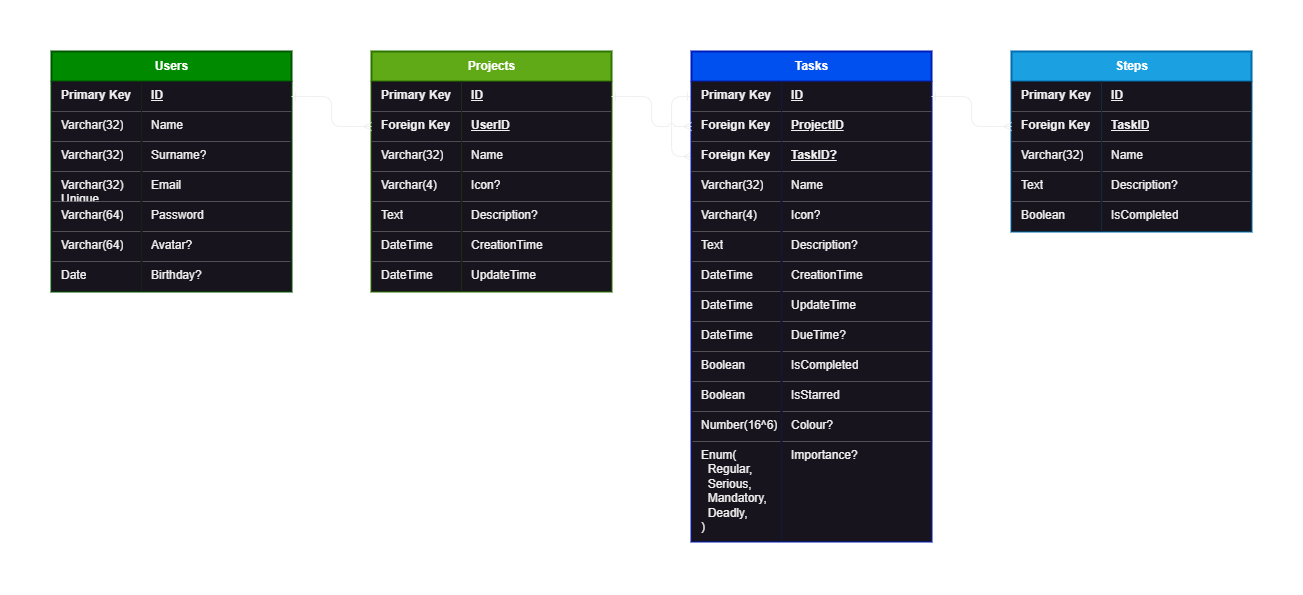 Users
Primary Key ID
Varchar(32) Name
Varchar(32) Surname?
Varchar(32) Email
Unique
Varchar(64) Password
Varchar(64) Avatar?
Date Birthday?
Projects
Primary Key ID
Foreign Key UserID
Varchar(32) Name
Varchar(4) Icon?
Text Description?
DateTime CreationTime
DateTime UpdateTime
Tasks
Primary Key ID
Foreign Key ProjectID
Foreign Key TaskID?
Varchar(32) Name
Varchar(4) Icon?
Text Description?
DateTime CreationTime
DateTime UpdateTime
DateTime DueTime?
Boolean IsCompleted
Boolean IsStarred
Number(16^6) Colour?
Enum( Importance?
Regular,
Serious,
Mandatory,
Deadly,
)
Steps
Primary Key ID
Foreign Key TaskID
Varchar(32) Name
Text Description?
Boolean IsCompleted